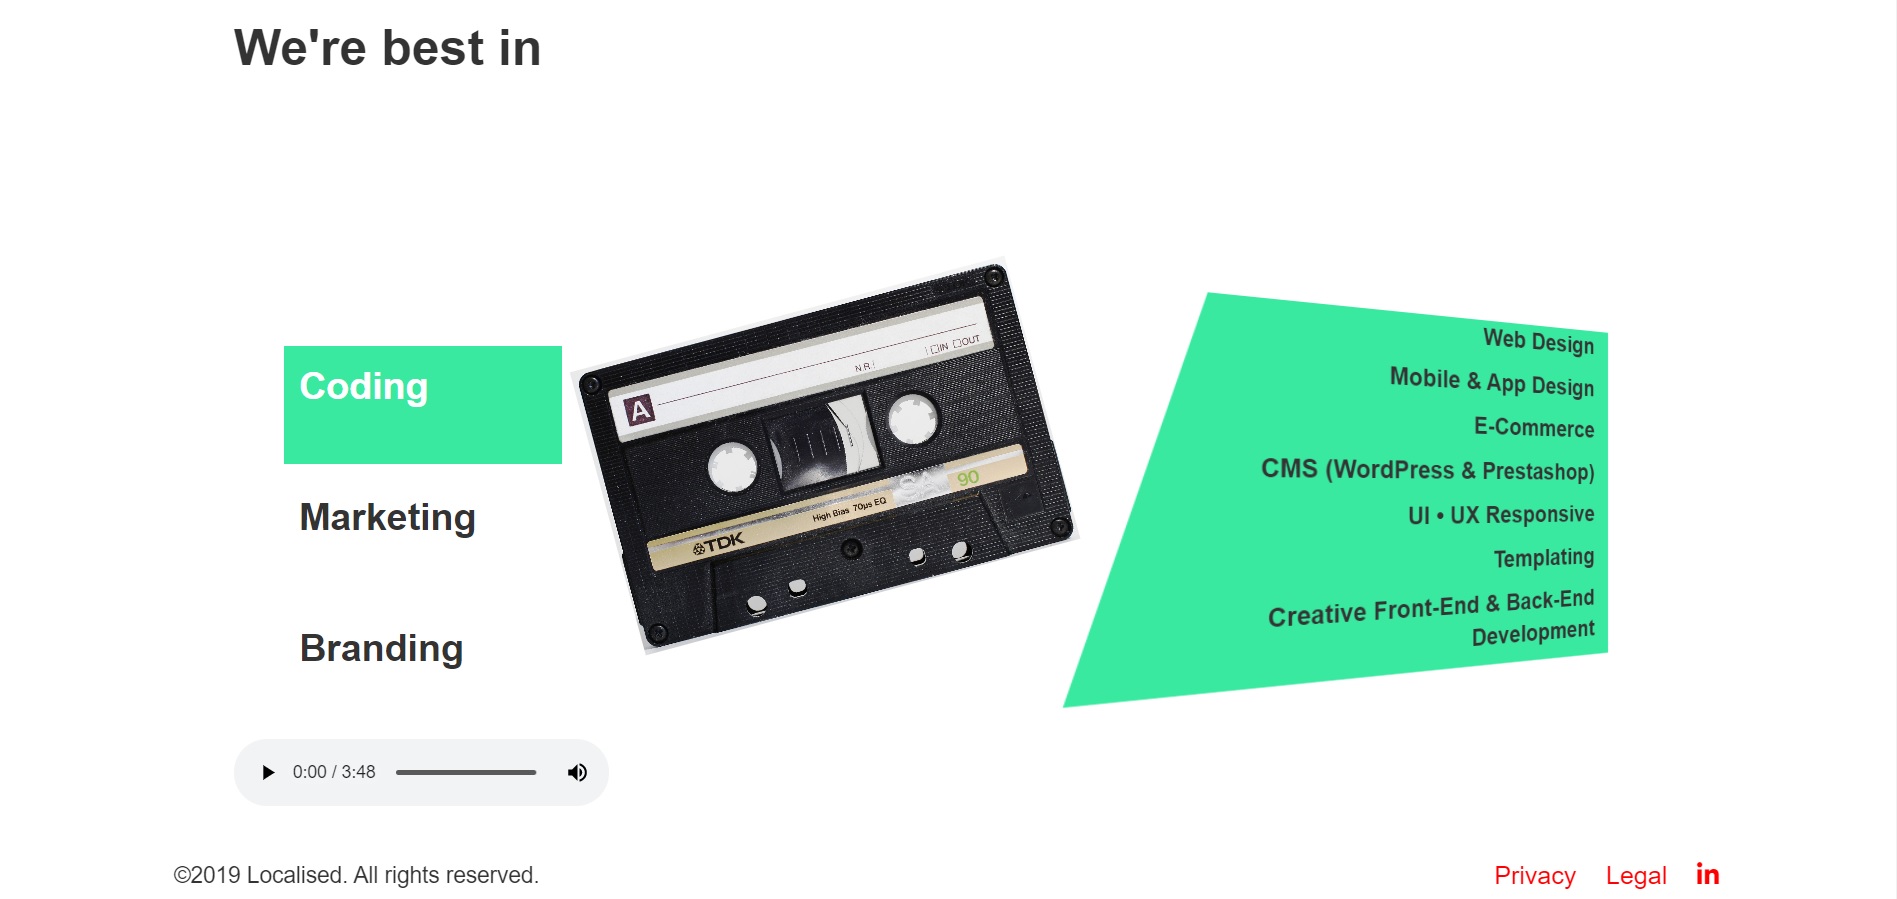 We're best in
Coding
Marketing
Branding
A
N.R
IN OUT
High Bias 70µs EQ
SA
90
TDK
Web Design
Mobile & App Design
E-Commerce
CMS (WordPress & Prestashop)
UI • UX Responsive
Templating
Creative Front-End & Back-End
Development
0:00 / 3:48
©2019 Localised. All rights reserved.
Privacy Legal in